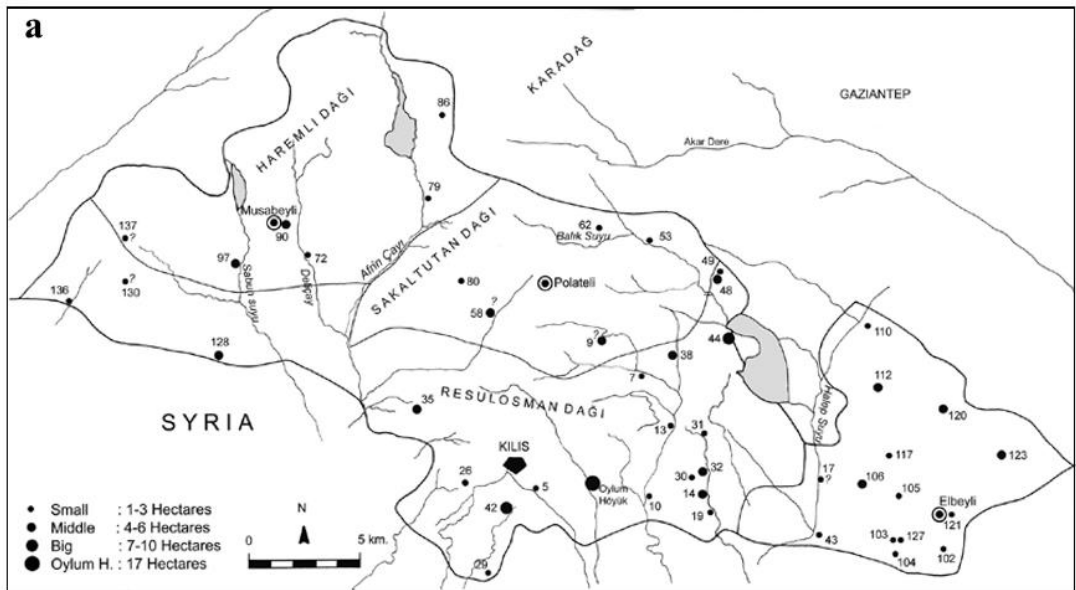 a
KARADAĞ
GAZIANTEP
86
HAREMLİ DAĞI
Akar Dere
79
Musabeyli
90
137
?
62
Balık Suyu
53
72
97
Sabun suyu
Deliçay
Afrin Çayı
SAKALTUTAN DAĞI
49
48
?
130
136
80
Polateli
?
58
110
44
?
9
128
38
7
112
35
RESULOSMAN DAĞI
120
SYRIA
13
31
Halep Suyu
KILIS
117
123
26
5
Oylum
Höyük
30
32
17
?
106
105
42
14
10
19
Elbeyli
121
43
103
127
102
104
29
Small : 1-3 Hectares
Middle : 4-6 Hectares
Big : 7-10 Hectares
Oylum H. : 17 Hectares
N
0
5 km.